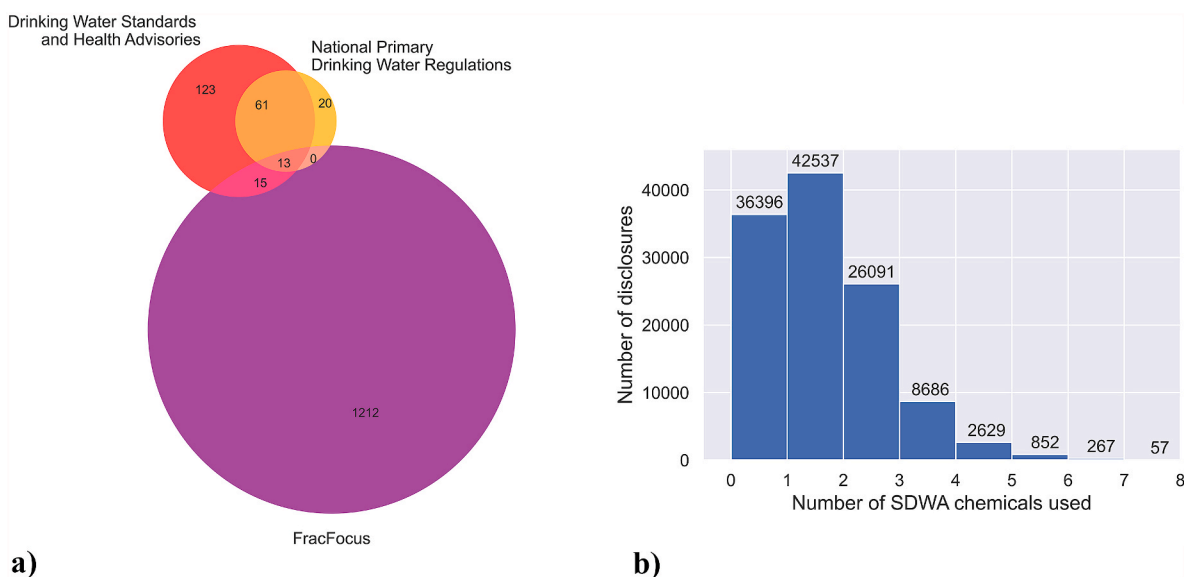 Drinking Water Standards
and Health Advisories
National Primary
Drinking Water Regulations
123
61
20
13
0
15
1212
FracFocus
a)
Number of disclosures
40000
30000
20000
10000
0
36396
42537
26091
8686
2629
852
267
57
0 1 2 3 4 5 6 7 8
Number of SDWA chemicals used
b)